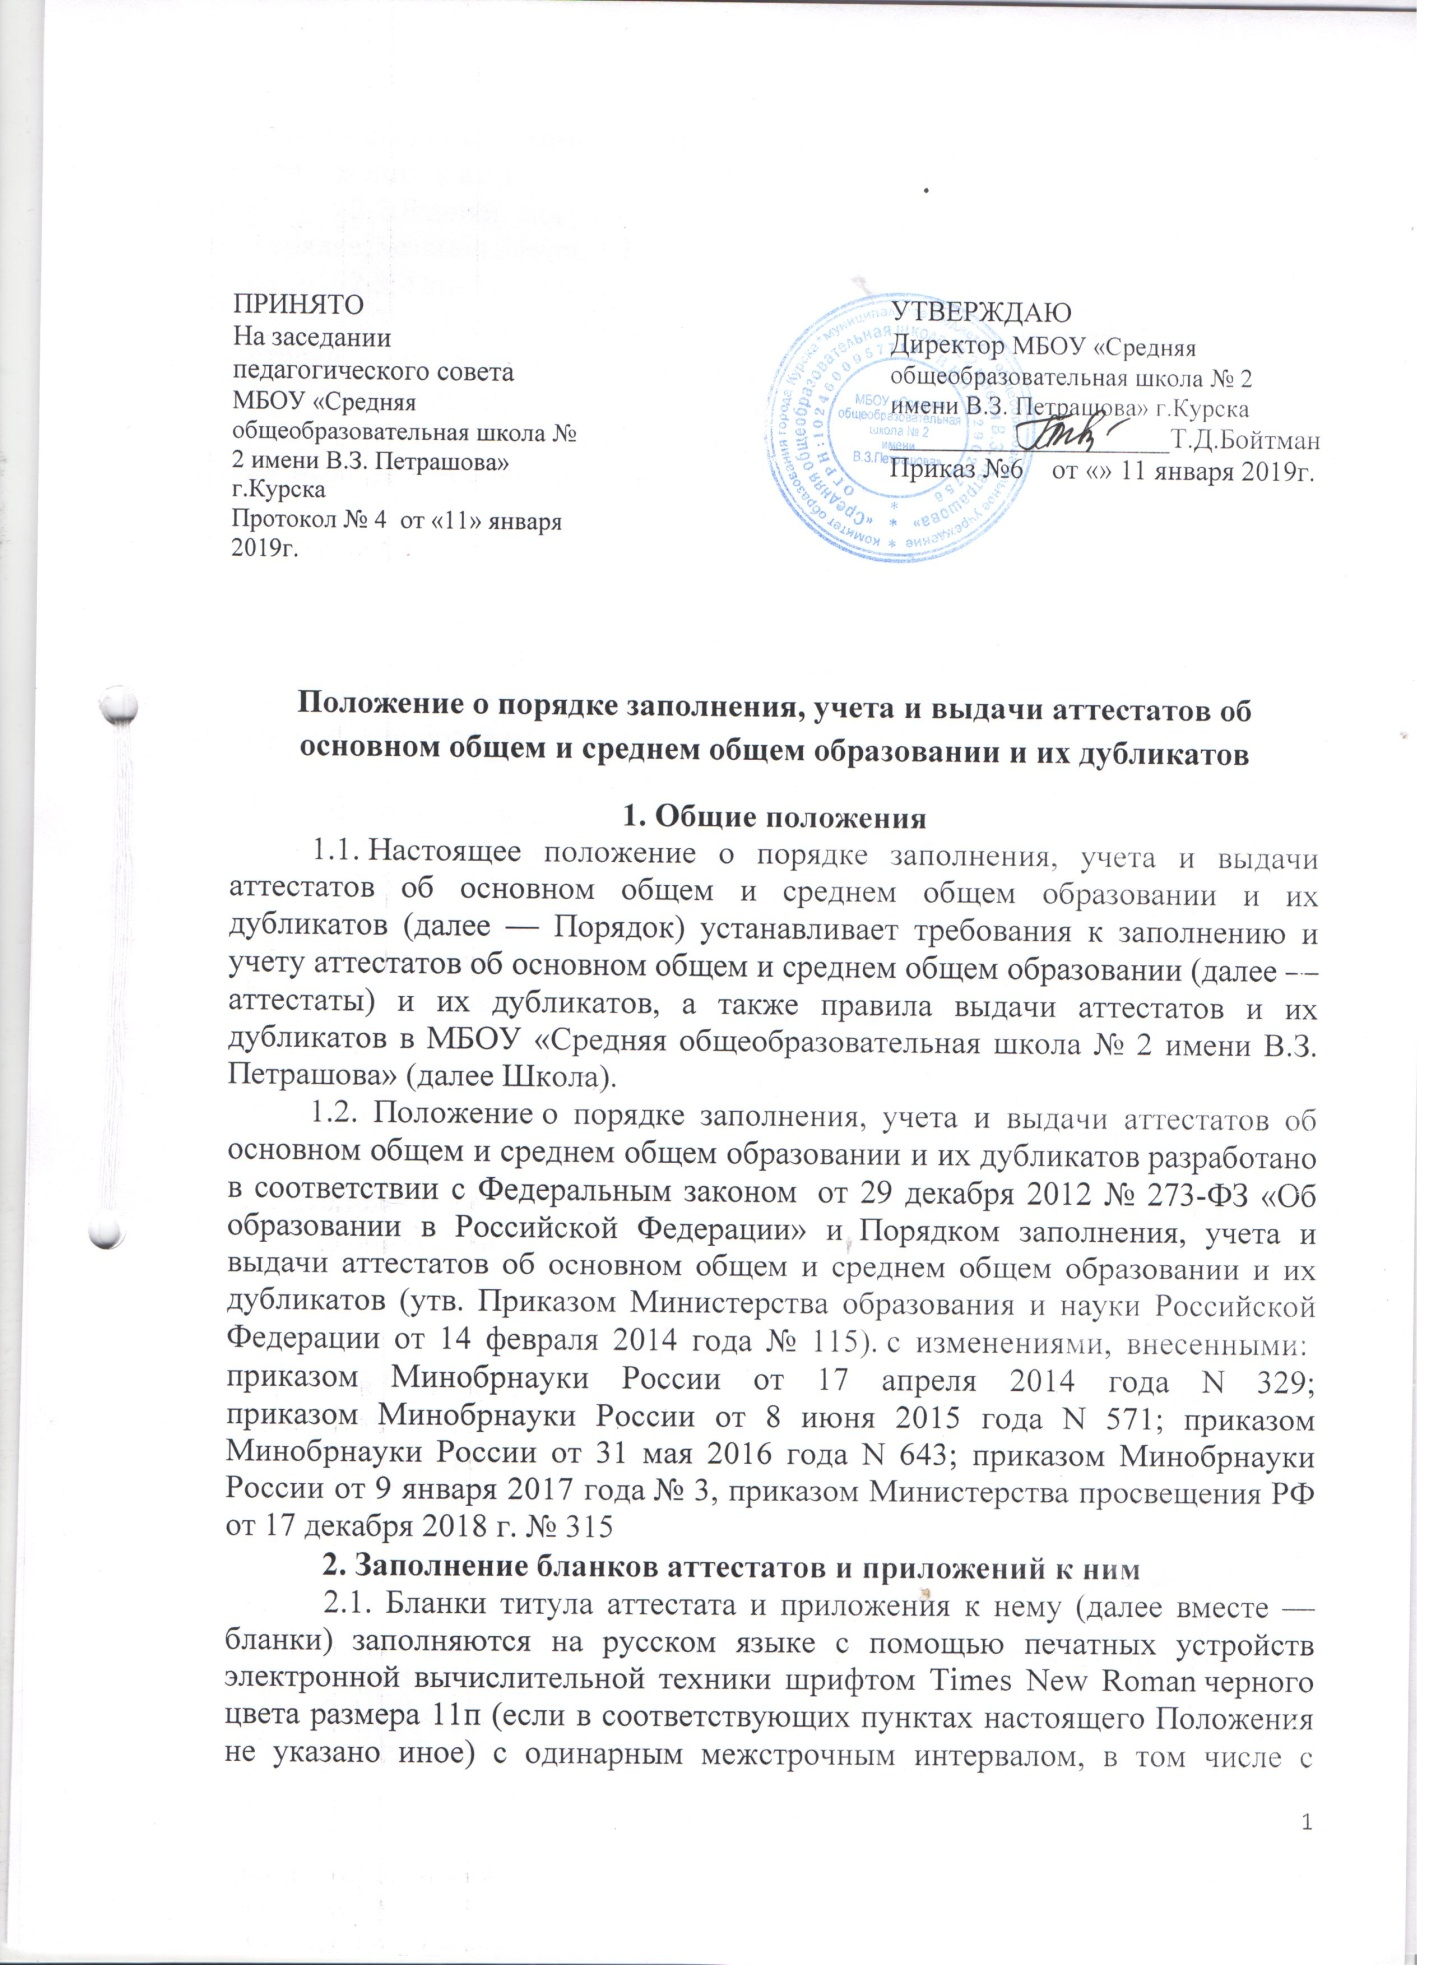 ПРИНЯТО
На заседании
педагогического совета
МБОУ «Средняя
общеобразовательная школа №
2 имени В.З. Петрашова»
г.Курска
Протокол № 4 от «11» января
2019г.
УТВЕРЖДАЮ
Директор МБОУ «Средняя
общеобразовательная школа № 2
имени В.З. Петрашова» г.Курска
Т.Д.Бойтман
Приказ №6 от «» 11 января 2019г.
МБОУ «Средняя
общеобразовательная
школа № 2
имени
В.З.Петрашова»
Положение о порядке заполнения, учета и выдачи аттестатов об
основном общем и среднем общем образовании и их дубликатов
1. Общие положения
1.1. Настоящее положение о порядке заполнения, учета и выдачи
аттестатов об основном общем и среднем общем образовании и их
дубликатов (далее — Порядок) устанавливает требования к заполнению и
учету аттестатов об основном общем и среднем общем образовании (далее —
аттестаты) и их дубликатов, а также правила выдачи аттестатов и их
дубликатов в МБОУ «Средняя общеобразовательная школа № 2 имени В.З.
Петрашова» (далее Школа).
1.2. Положение о порядке заполнения, учета и выдачи аттестатов об
основном общем и среднем общем образовании и их дубликатов разработано
в соответствии с Федеральным законом от 29 декабря 2012 № 273-ФЗ «Об
образовании в Российской Федерации» и Порядком заполнения, учета и
выдачи аттестатов об основном общем и среднем общем образовании и их
дубликатов (утв. Приказом Министерства образования и науки Российской
Федерации от 14 февраля 2014 года № 115). с изменениями, внесенными:
приказом Минобрнауки России от 17 апреля 2014 года N 329;
приказом Минобрнауки России от 8 июня 2015 года N 571; приказом
Минобрнауки России от 31 мая 2016 года N 643; приказом Минобрнауки
России от 9 января 2017 года № 3, приказом Министерства просвещения РФ
от 17 декабря 2018 г. № 315
2. Заполнение бланков аттестатов и приложений к ним
2.1. Бланки титула аттестата и приложения к нему (далее вместе —
бланки) заполняются на русском языке с помощью печатных устройств
электронной вычислительной техники шрифтом Times New Roman черного
цвета размера 11п (если в соответствующих пунктах настоящего Положения
не указано иное) с одинарным межстрочным интервалом, в том числе с
1